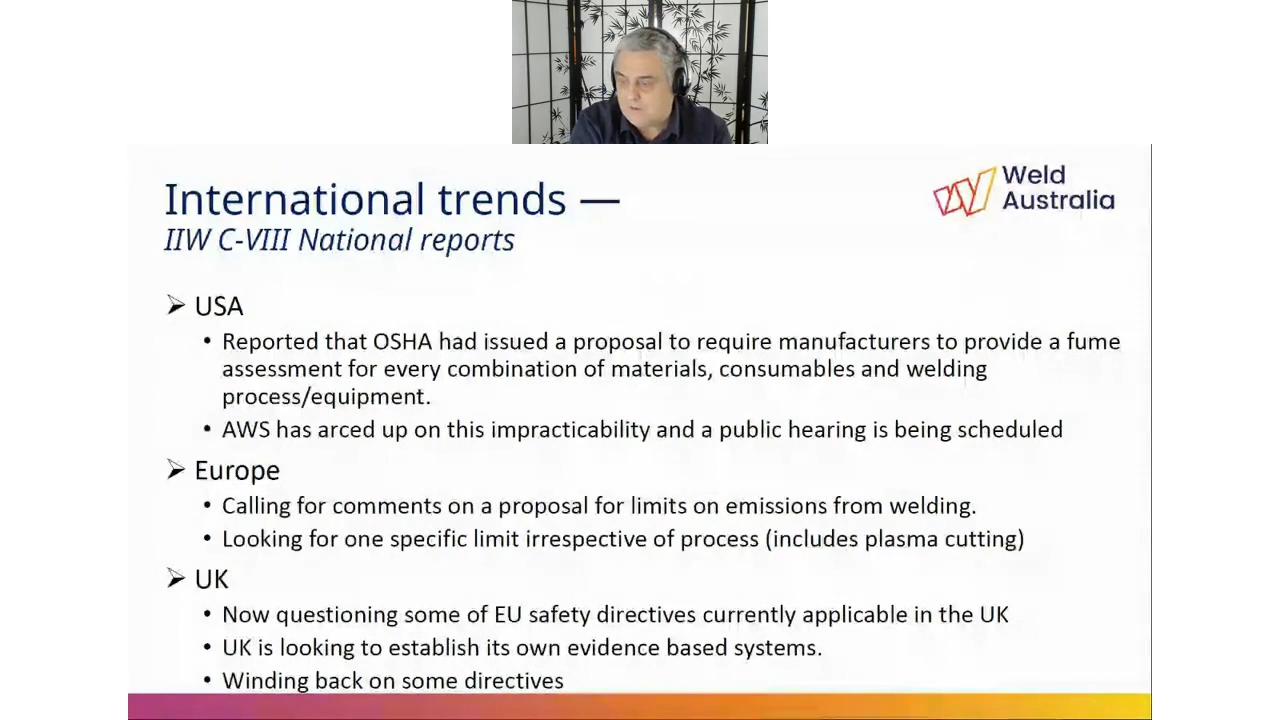 Weld
Australia
International trends —
IIW C-VIII National reports
➢ USA
• Reported that OSHA had issued a proposal to require manufacturers to provide a fume
assessment for every combination of materials, consumables and welding
process/equipment.
• AWS has arced up on this impracticability and a public hearing is being scheduled
➢ Europe
• Calling for comments on a proposal for limits on emissions from welding.
• Looking for one specific limit irrespective of process (includes plasma cutting)
➢ UK
• Now questioning some of EU safety directives currently applicable in the UK
• UK is looking to establish its own evidence based systems.
• Winding back on some directives